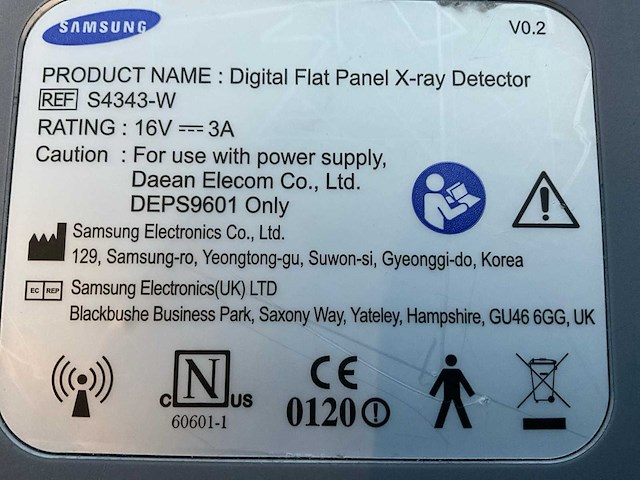 SAMSUNG
V0.2
PRODUCT NAME : Digital Flat Panel X-ray Detector
REF S4343-W
RATING : 16V ⎓ 3A
Caution : For use with power supply,
Daean Elecom Co., Ltd.
DEPS9601 Only
Samsung Electronics Co., Ltd.
129, Samsung-ro, Yeongtong-gu, Suwon-si, Gyeonggi-do, Korea
EC REP Samsung Electronics(UK) LTD
Blackbushe Business Park, Saxony Way, Yateley, Hampshire, GU46 6GG, UK
C N US
60601-1
CE
0120